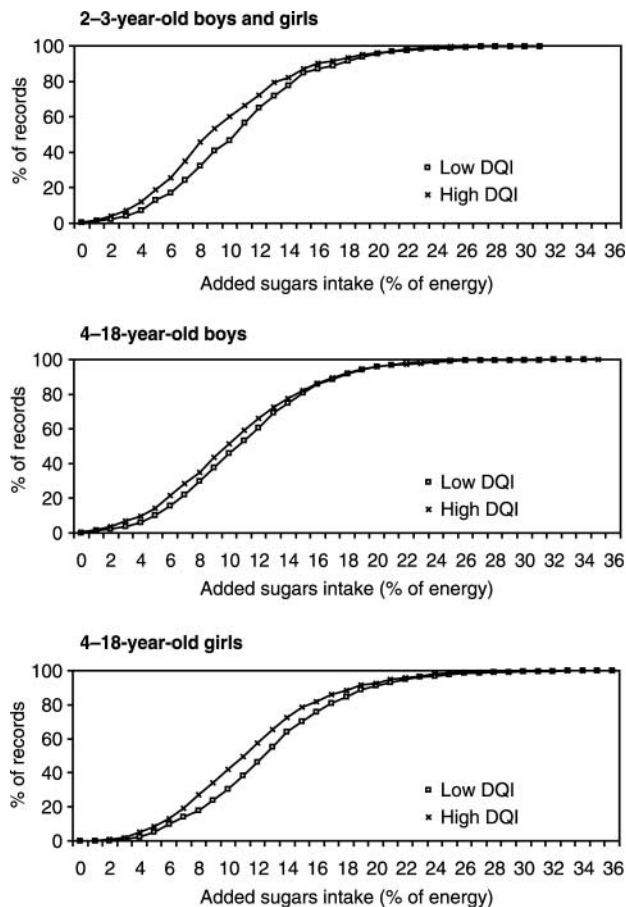 2–3-year-old boys and girls
100
80
60
40
20
0
% of records
Low DQI
High DQI
0 2 4 6 8 10 12 14 16 18 20 22 24 26 28 30 32 34 36
Added sugars intake (% of energy)
4–18-year-old boys
100
80
60
40
20
0
% of records
Low DQI
High DQI
0 2 4 6 8 10 12 14 16 18 20 22 24 26 28 30 32 34 36
Added sugars intake (% of energy)
4–18-year-old girls
100
80
60
40
20
0
% of records
Low DQI
High DQI
0 2 4 6 8 10 12 14 16 18 20 22 24 26 28 30 32 34 36
Added sugars intake (% of energy)